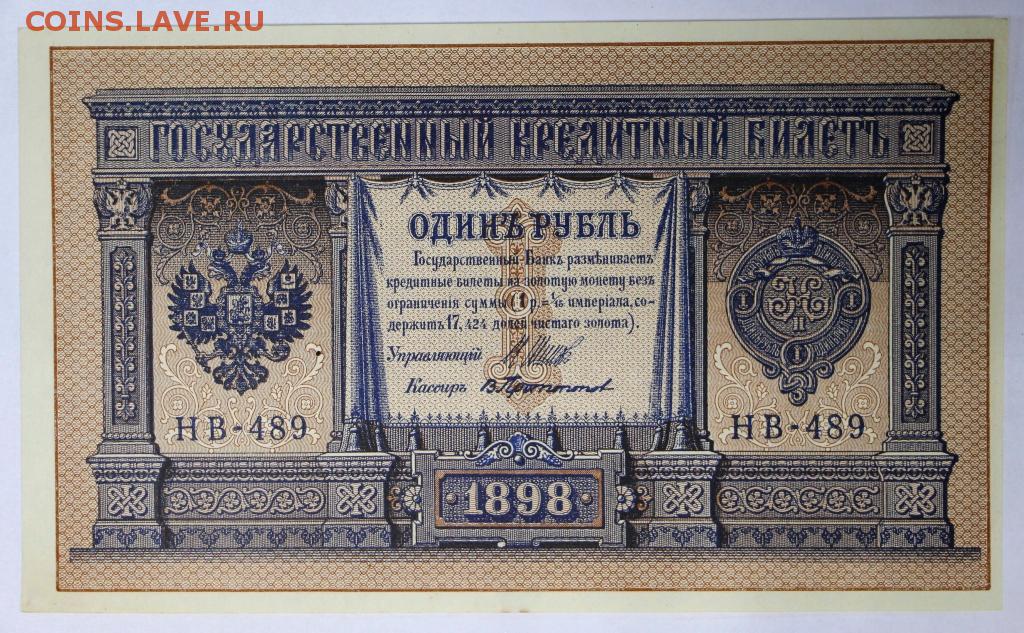 COINS.LAVE.RU
ГОСУДАРСТВЕННЫЙ КРЕДИТНЫЙ БИЛЕТЪ
ОДИНЪ РУБЛЬ
Государственный Банкъ размѣниваетъ
кредитные билеты на золотую монету безъ
ограниченія суммы (1 р. = 1/15 имперіала, со-
держитъ 17,424 долей чистаго золота).
Управляющій
Кассиръ
НВ-489
НВ-489
1898